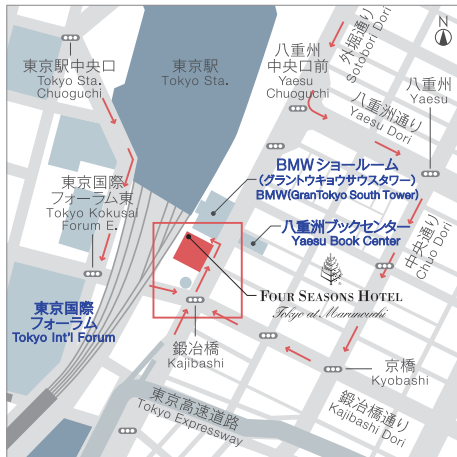 N
外堀通り
Sotobori Dori
東京駅中央口
Tokyo Sta.
Chuoguchi
東京駅
Tokyo Sta.
八重州
中央口前
Yaesu
Chuoguchi
八重洲通り
Yaesu Dori
八重州
Yaesu
BMWショールーム
(グラントウキョウサウスタワー)
BMW(GranTokyo South Tower)
東京国際
フォーラム東
Tokyo Kokusai
Forum E.
八重洲ブックセンター
Yaesu Book Center
中央通り
Chuo Dori
FOUR SEASONS HOTEL
Tokyo at Marunouchi
東京国際
フォーラム
Tokyo Int'l Forum
鍛冶橋
Kajibashi
京橋
Kyobashi
東京高速道路
Tokyo Expressway
鍛冶橋通り
Kajibashi Dori